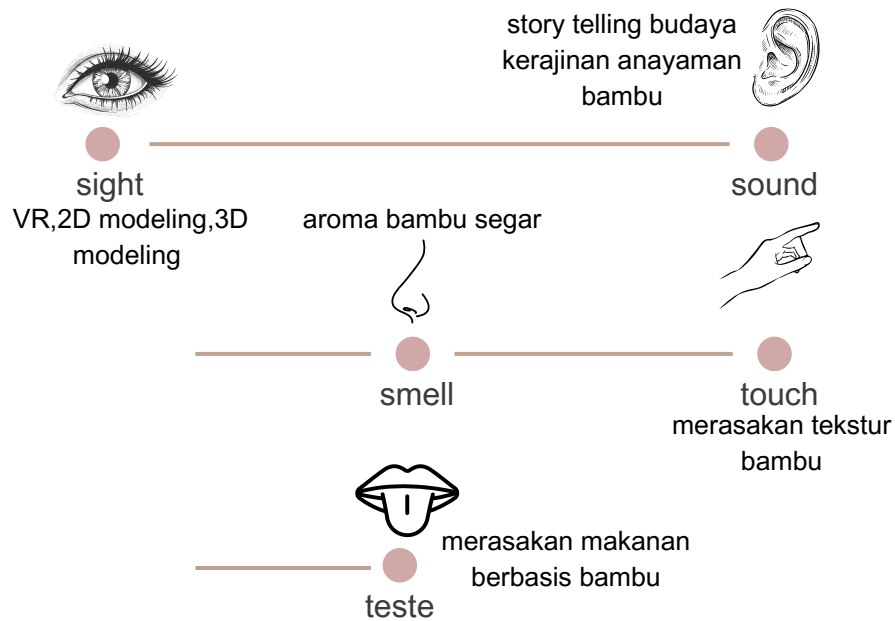 story telling budaya
kerajinan anayaman
bambu
sight
sound
VR,2D modeling,3D
modeling
aroma bambu segar
smell
touch
merasakan tekstur
bambu
merasakan makanan
berbasis bambu
teste